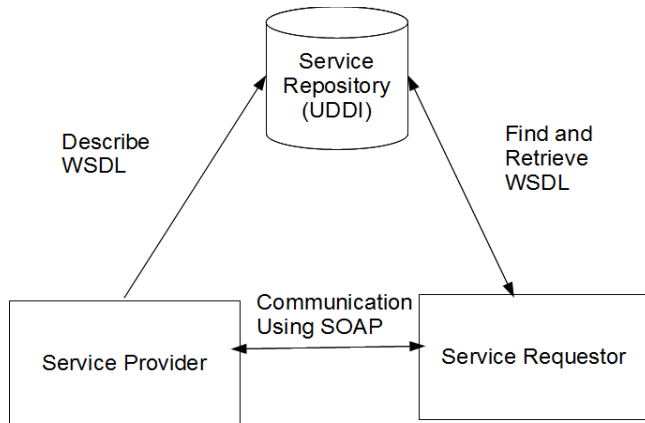 Service
Repository
(UDDI)
Describe
WSDL
Find and
Retrieve
WSDL
Communication
Using SOAP
Service Provider
Service Requestor